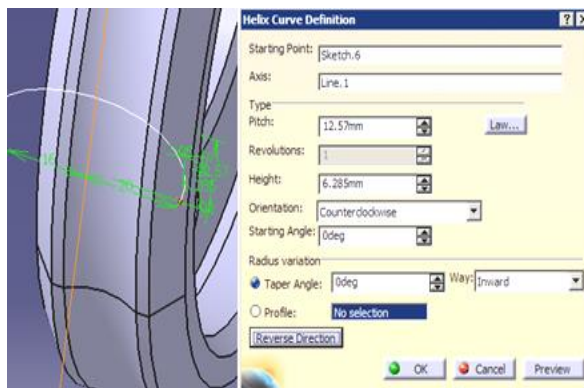 Helix Curve Definition
Starting Point: Sketch.6
Axis: Line.1
Type
Pitch: 12.57mm Law...
Revolutions: 1
Height: 6.285mm
Orientation: Counterclockwise
Starting Angle: 0deg
Radius variation
Taper Angle: 0deg Way: Inward
Profile: No selection
Reverse Direction
OK Cancel Preview